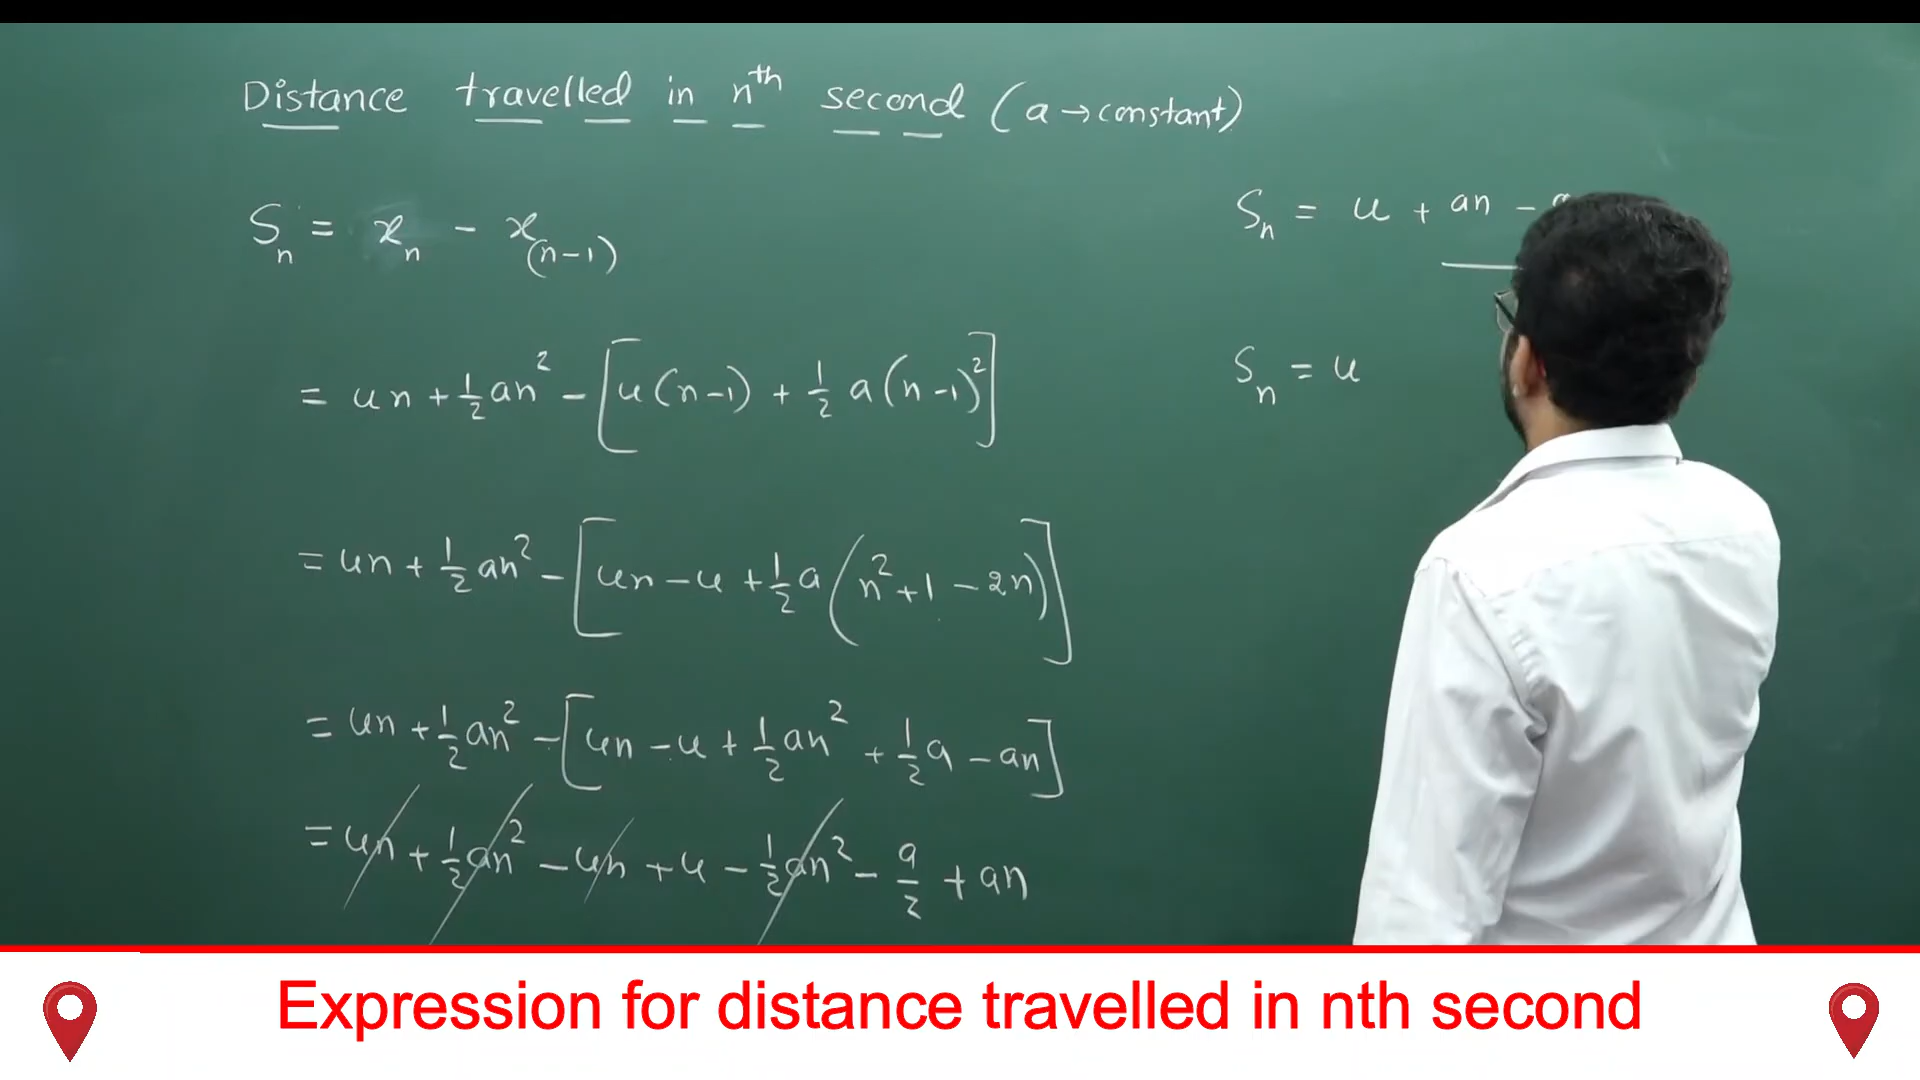 Distance travelled in nth second (a → constant)
Sn = xn - x(n-1)
= un + 1/2 an² - [u(n-1) + 1/2 a(n-1)²]
= un + 1/2 an² - [un - u + 1/2 a(n² + 1 - 2n)]
= un + 1/2 an² - [un - u + 1/2 an² + 1/2 a - an]
= un + 1/2 an² - un + u - 1/2 an² - a/2 + an
Sn = u + an -
Sn = u
Expression for distance travelled in nth second